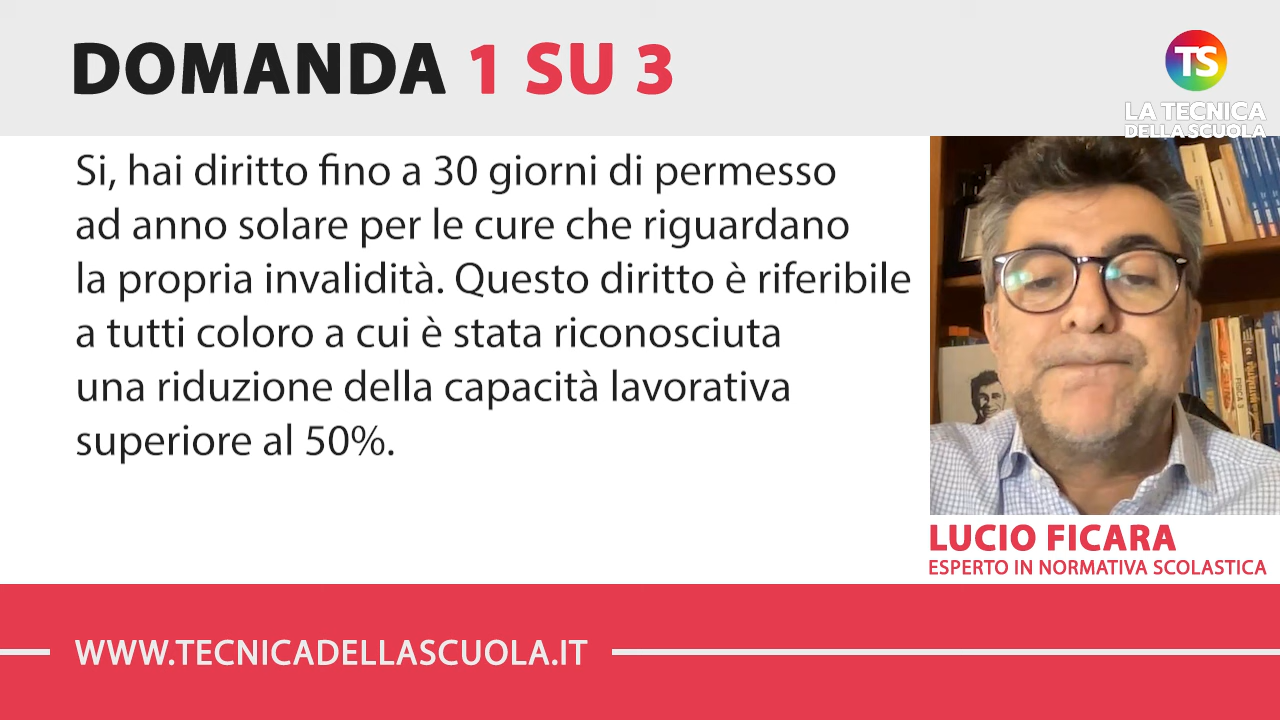 DOMANDA 1 SU 3
TS
LA TECNICA
DELLA SCUOLA
Si, hai diritto fino a 30 giorni di permesso
ad anno solare per le cure che riguardano
la propria invalidità. Questo diritto è riferibile
a tutti coloro a cui è stata riconosciuta
una riduzione della capacità lavorativa
superiore al 50%.
LUCIO FICARA
ESPERTO IN NORMATIVA SCOLASTICA
WWW.TECNICADELLASCUOLA.IT